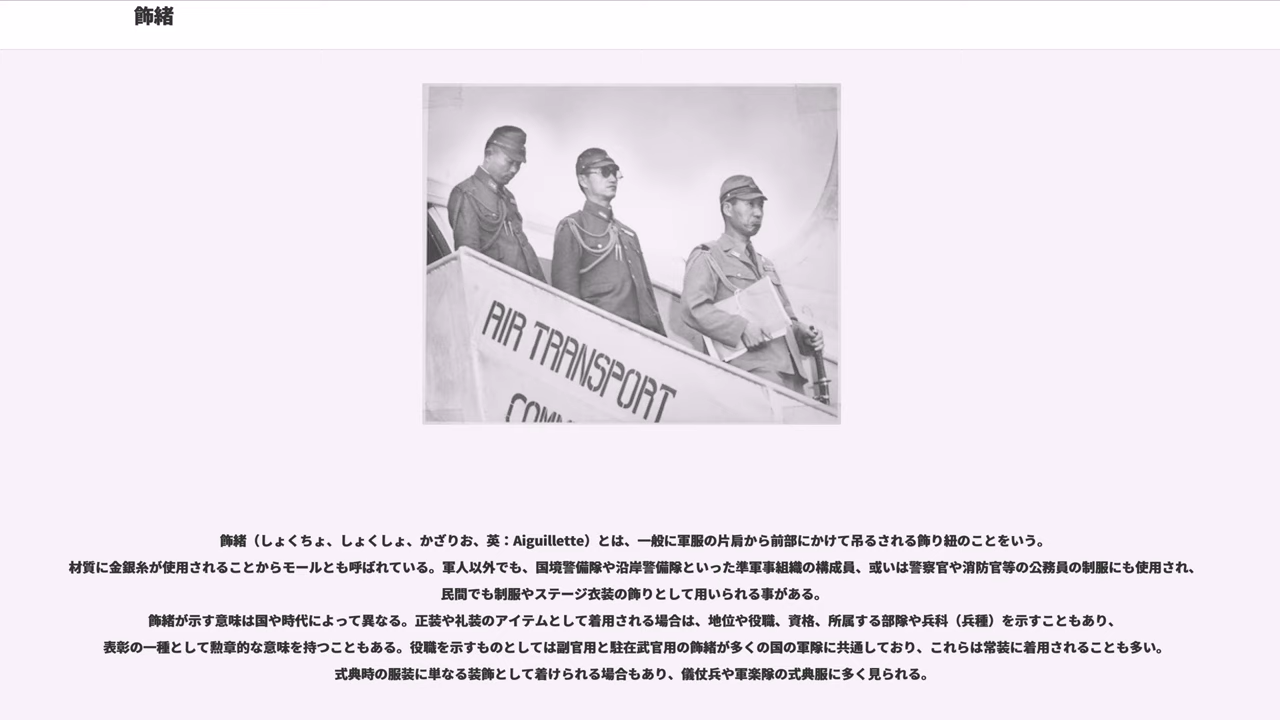 飾緒
AIR TRANSPORT
飾緒（しょくちょ、しょくしょ、かざりお、英：Aiguillette）とは、一般に軍服の片肩から前部にかけて吊るされる飾り紐のことをいう。
材質に金銀糸が使用されることからモールとも呼ばれている。軍人以外でも、国境警備隊や沿岸警備隊といった準軍事組織の構成員、或いは警察官や消防官等の公務員の制服にも使用され、
民間でも制服やステージ衣装の飾りとして用いられる事がある。
飾緒が示す意味は国や時代によって異なる。正装や礼装のアイテムとして着用される場合は、地位や役職、資格、所属する部隊や兵科（兵種）を示すこともあり、
表彰の一種として勲章的な意味を持つこともある。役職を示すものとしては副官用と駐在武官用の飾緒が多くの国の軍隊に共通しており、これらは常装に着用されることも多い。
式典時の服装に単なる装飾として着けられる場合もあり、儀仗兵や軍楽隊の式典服に多く見られる。